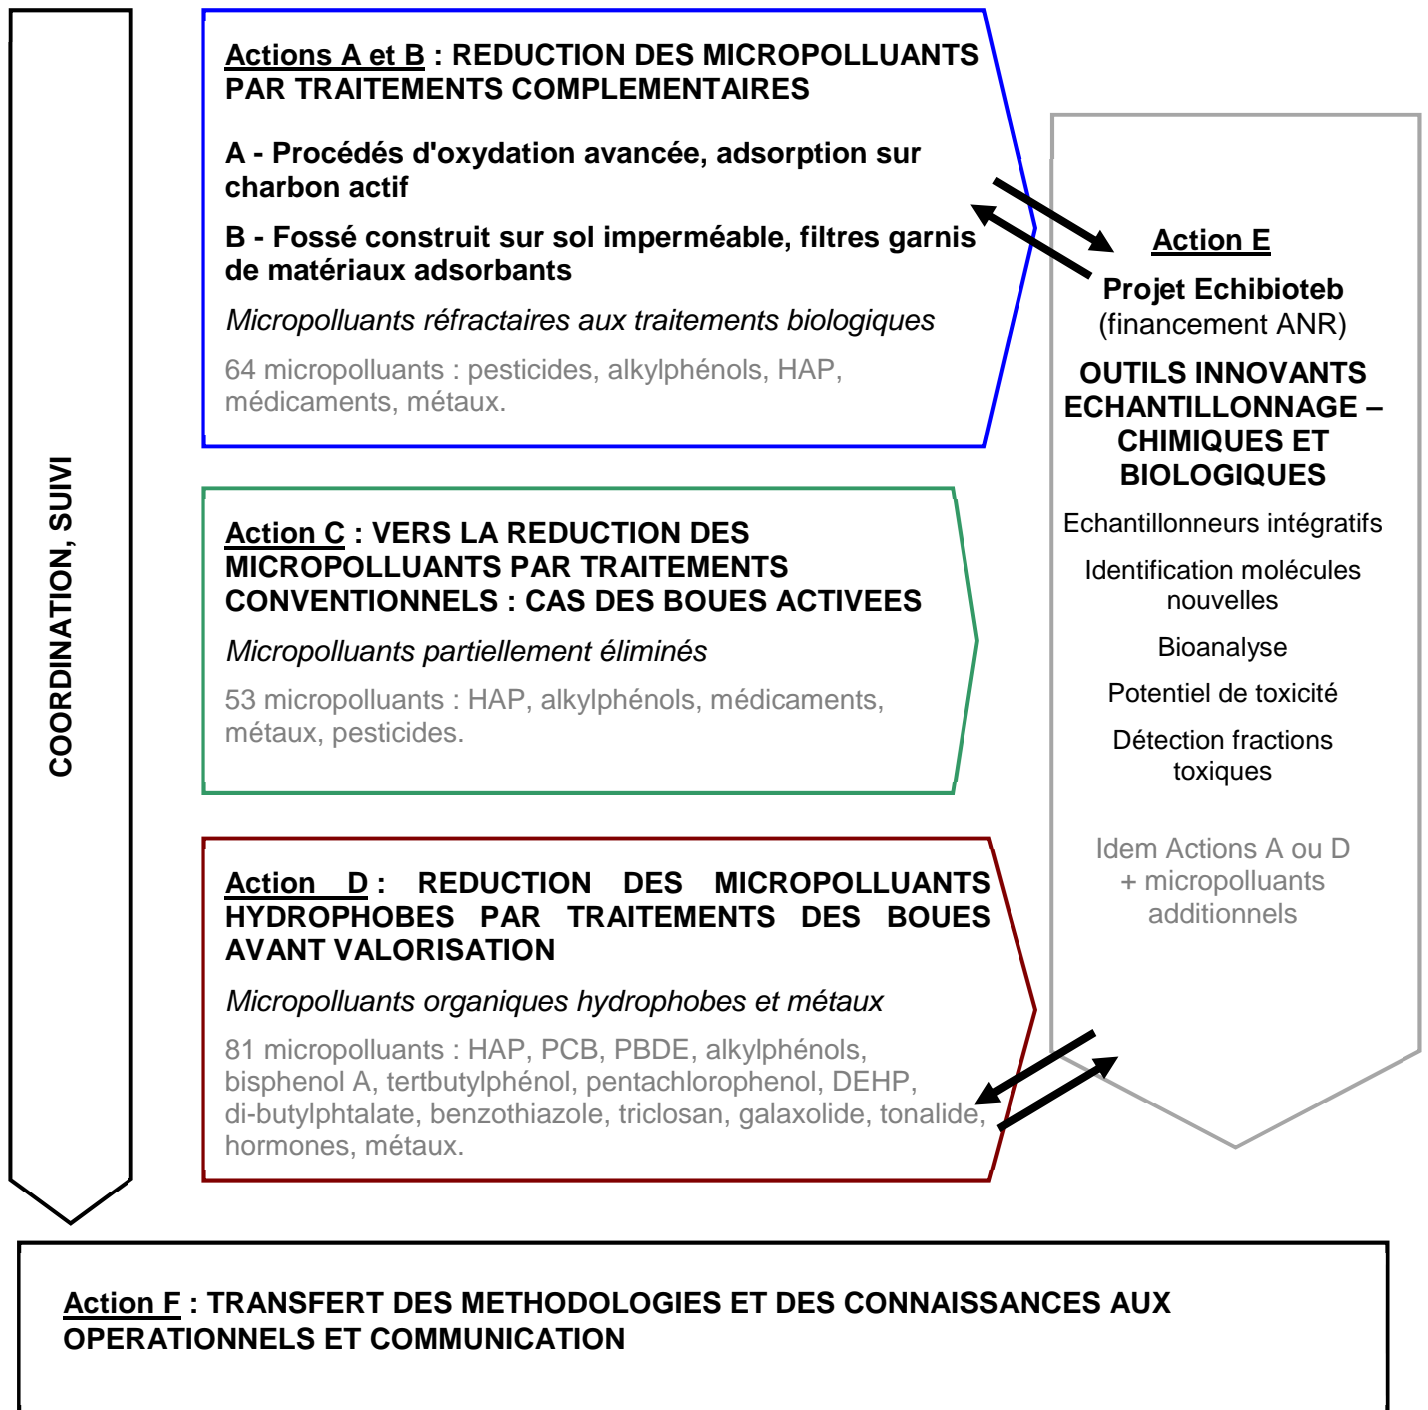 COORDINATION, SUIVI
Actions A et B : REDUCTION DES MICROPOLLUANTS
PAR TRAITEMENTS COMPLEMENTAIRES
A - Procédés d'oxydation avancée, adsorption sur
charbon actif
B - Fossé construit sur sol imperméable, filtres garnis
de matériaux adsorbants
Micropolluants réfractaires aux traitements biologiques
64 micropolluants : pesticides, alkylphénols, HAP,
médicaments, métaux.
Action C : VERS LA REDUCTION DES
MICROPOLLUANTS PAR TRAITEMENTS
CONVENTIONNELS : CAS DES BOUES ACTIVEES
Micropolluants partiellement éliminés
53 micropolluants : HAP, alkylphénols, médicaments,
métaux, pesticides.
Action D : REDUCTION DES MICROPOLLUANTS
HYDROPHOBES PAR TRAITEMENTS DES BOUES
AVANT VALORISATION
Micropolluants organiques hydrophobes et métaux
81 micropolluants : HAP, PCB, PBDE, alkylphénols,
bisphenol A, tertbutylphénol, pentachlorophenol, DEHP,
di-butylphtalate, benzothiazole, triclosan, galaxolide, tonalide,
hormones, métaux.
Action E
Projet Echibioteb
(financement ANR)
OUTILS INNOVANTS
ECHANTILLONNAGE –
CHIMIQUES ET
BIOLOGIQUES
Echantillonneurs intégratifs
Identification molécules
nouvelles
Bioanalyse
Potentiel de toxicité
Détection fractions
toxiques
Idem Actions A ou D
+ micropolluants
additionnels
Action F : TRANSFERT DES METHODOLOGIES ET DES CONNAISSANCES AUX
OPERATIONNELS ET COMMUNICATION